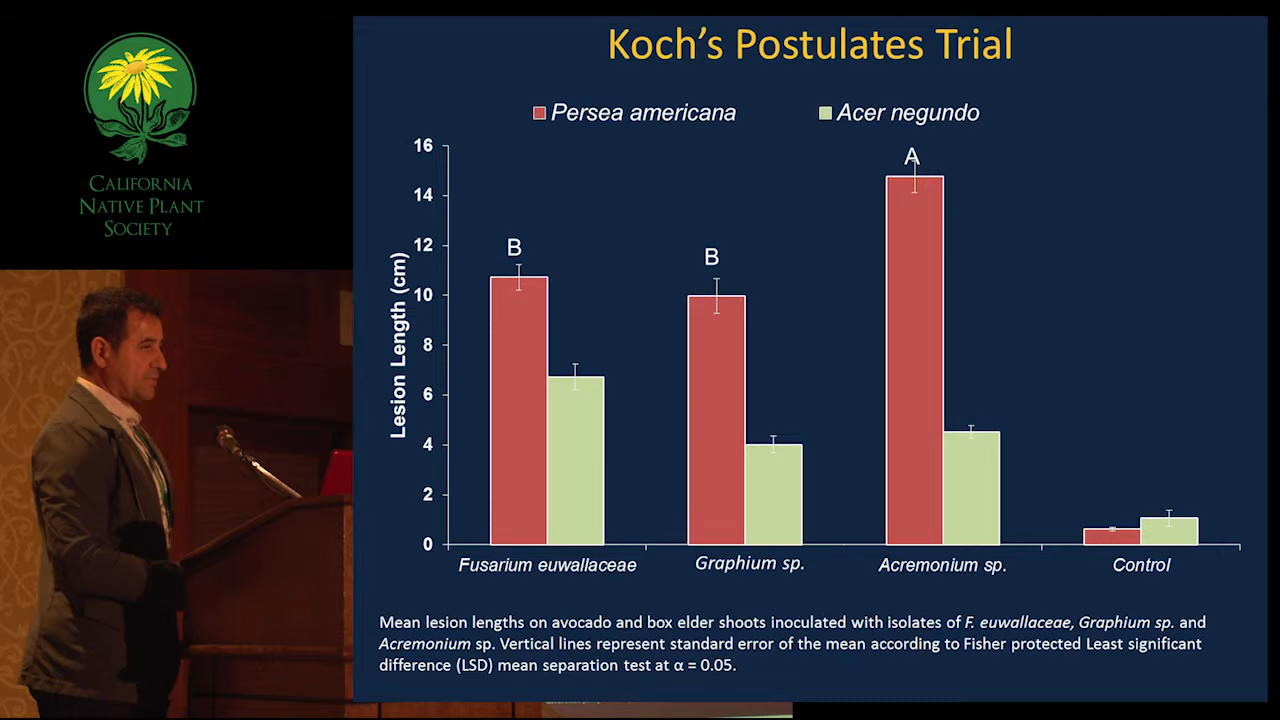 CALIFORNIA
NATIVE PLANT
SOCIETY
Koch's Postulates Trial
Persea americana
Acer negundo
Lesion Length (cm)
16
14
12
10
8
6
4
2
0
B
B
A
Fusarium euwallaceae
Graphium sp.
Acremonium sp.
Control
Mean lesion lengths on avocado and box elder shoots inoculated with isolates of F. euwallaceae, Graphium sp. and
Acremonium sp. Vertical lines represent standard error of the mean according to Fisher protected Least significant
difference (LSD) mean separation test at α = 0.05.